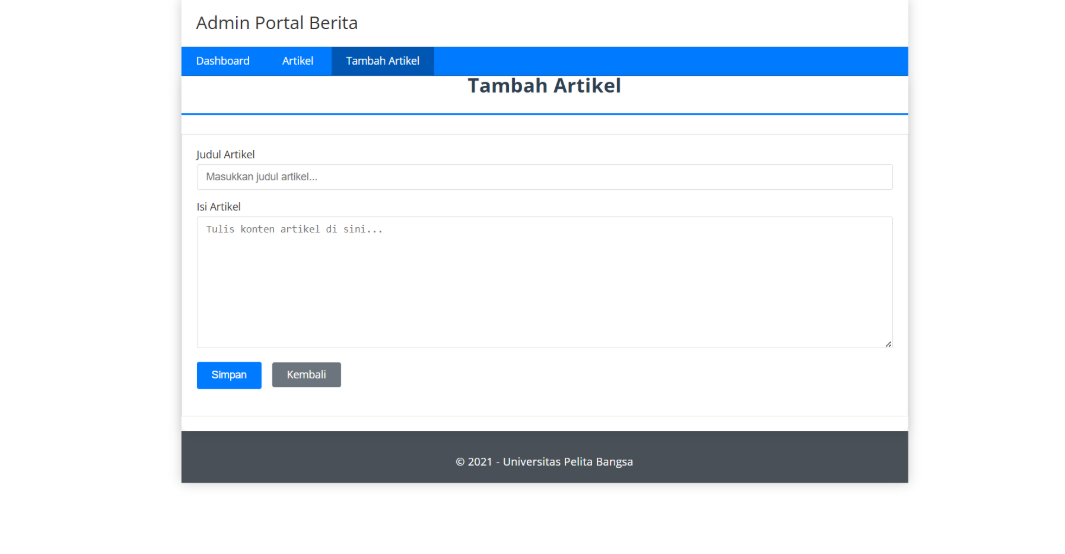 Admin Portal Berita
Dashboard Artikel Tambah Artikel
Tambah Artikel
Judul Artikel
Masukkan judul artikel...
Isi Artikel
Tulis konten artikel di sini...
Simpan Kembali
© 2021 - Universitas Pelita Bangsa